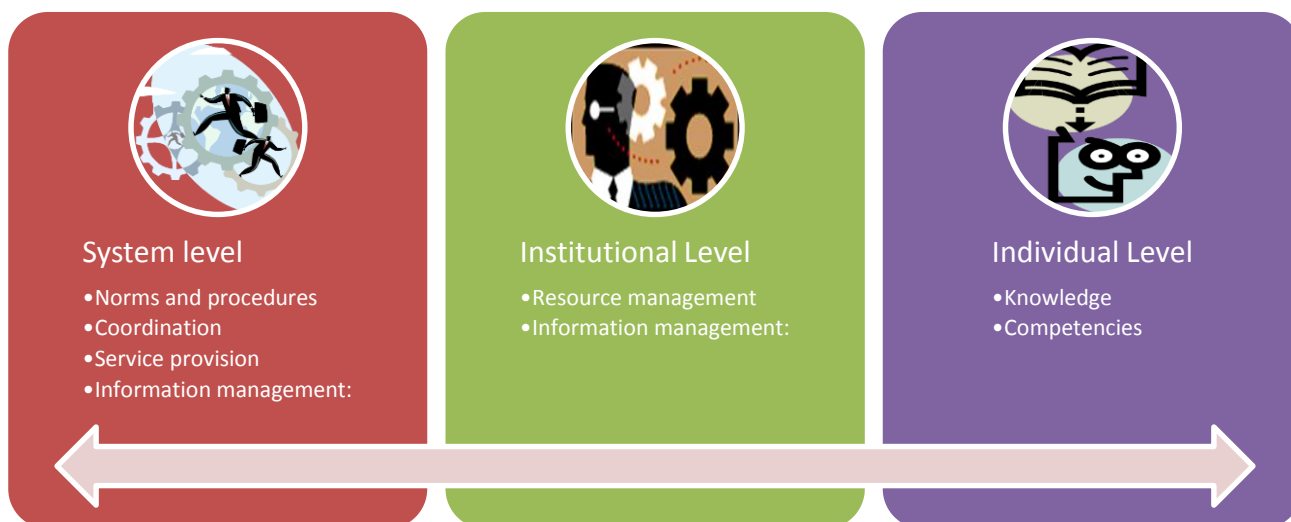 System level
•Norms and procedures
•Coordination
•Service provision
•Information management:
Institutional Level
•Resource management
•Information management:
Individual Level
•Knowledge
•Competencies